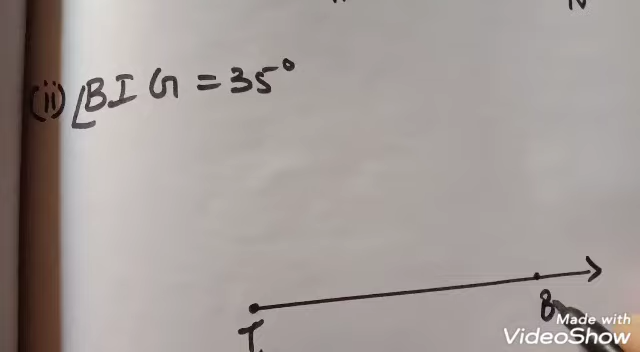 (ii) ∠BIG = 35°
I
B
Made with
VideoShow